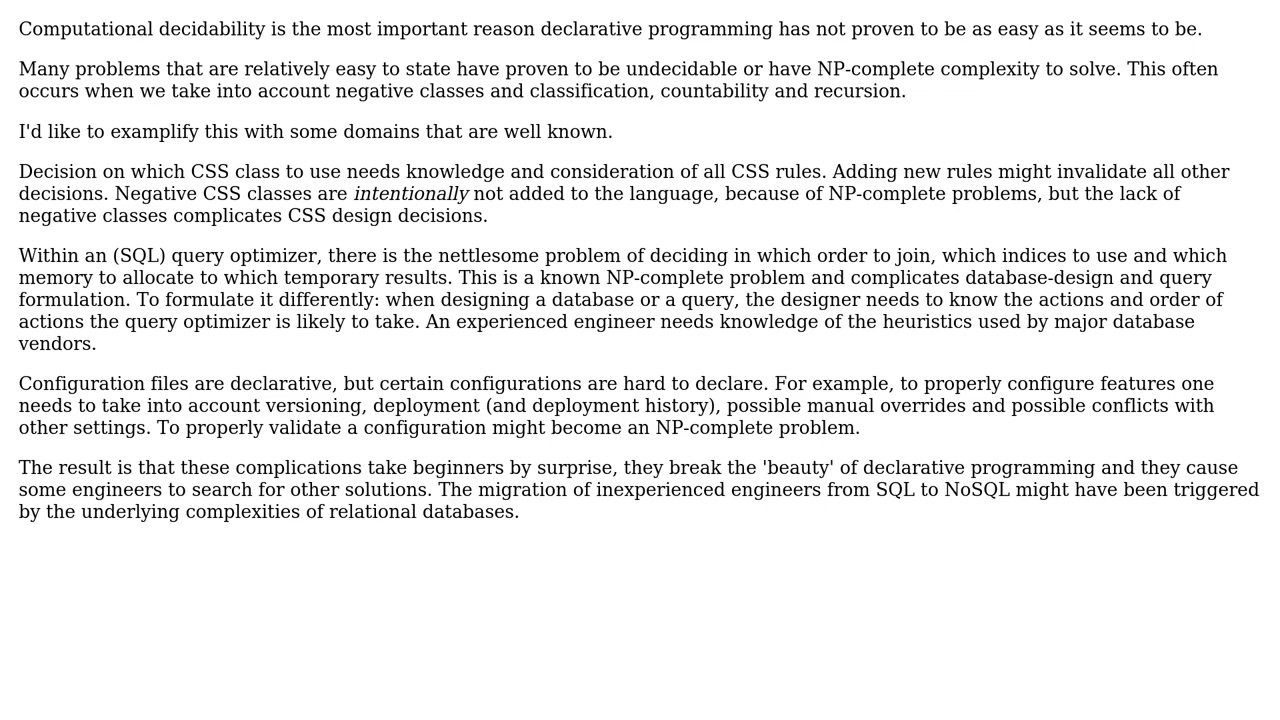 Computational decidability is the most important reason declarative programming has not proven to be as easy as it seems to be.
Many problems that are relatively easy to state have proven to be undecidable or have NP-complete complexity to solve. This often
occurs when we take into account negative classes and classification, countability and recursion.
I'd like to examplify this with some domains that are well known.
Decision on which CSS class to use needs knowledge and consideration of all CSS rules. Adding new rules might invalidate all other
decisions. Negative CSS classes are intentionally not added to the language, because of NP-complete problems, but the lack of
negative classes complicates CSS design decisions.
Within an (SQL) query optimizer, there is the nettlesome problem of deciding in which order to join, which indices to use and which
memory to allocate to which temporary results. This is a known NP-complete problem and complicates database-design and query
formulation. To formulate it differently: when designing a database or a query, the designer needs to know the actions and order of
actions the query optimizer is likely to take. An experienced engineer needs knowledge of the heuristics used by major database
vendors.
Configuration files are declarative, but certain configurations are hard to declare. For example, to properly configure features one
needs to take into account versioning, deployment (and deployment history), possible manual overrides and possible conflicts with
other settings. To properly validate a configuration might become an NP-complete problem.
The result is that these complications take beginners by surprise, they break the 'beauty' of declarative programming and they cause
some engineers to search for other solutions. The migration of inexperienced engineers from SQL to NoSQL might have been triggered
by the underlying complexities of relational databases.